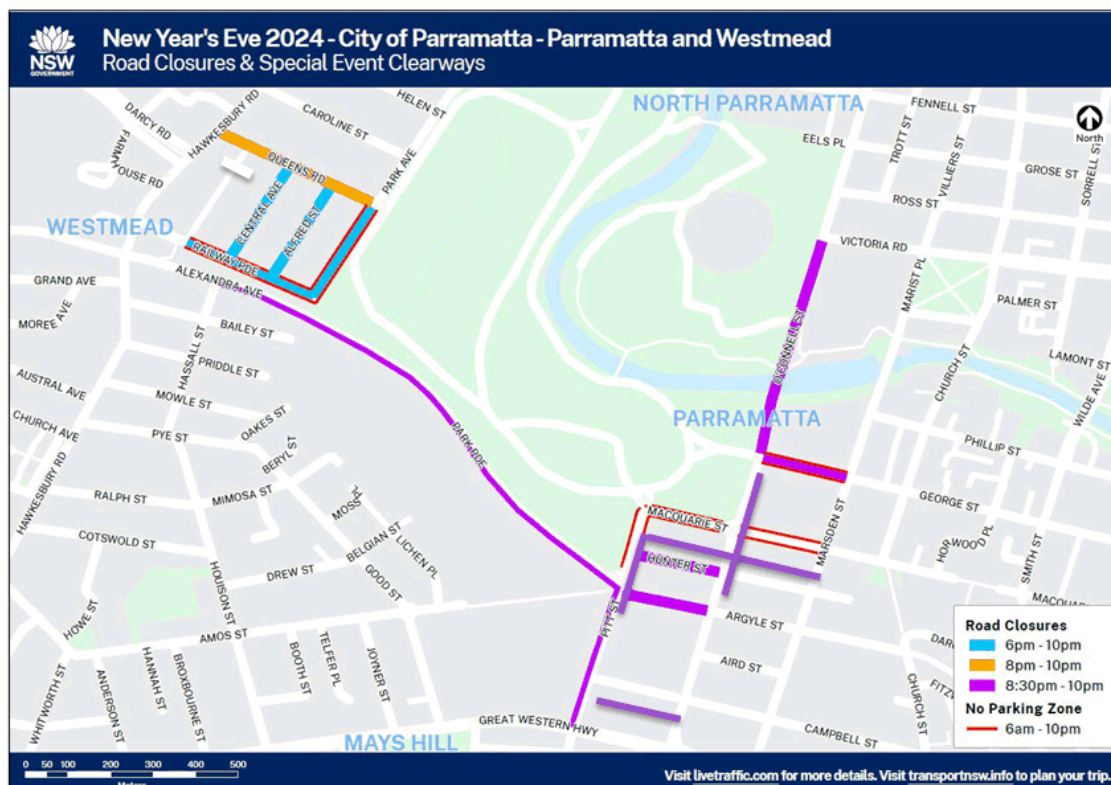 NSW
GOVERNMENT
New Year's Eve 2024 - City of Parramatta - Parramatta and Westmead
Road Closures & Special Event Clearways
NORTH PARRAMATTA
North
WESTMEAD
PARRAMATTA
MAYS HILL
DARCY RD
HAWKESBURY RD
CAROLINE ST
HELEN ST
PARK AVE
QUEENS RD
CENTRAL AVE
ALFRED ST
RAILWAY PDE
ALEXANDRA AVE
GRAND AVE
MOREE AVE
BAILEY ST
HASSALL ST
PRIDDLE ST
AUSTRAL AVE
MOWLE ST
CHURCH AVE
PYE ST
OAKES ST
BERYL ST
HAWKESBURY RD
RALPH ST
MIMOSA ST
MOSS PL
COTSWOLD ST
BELGIAN ST
LICHEN PL
DREW ST
GOOD ST
HOUISON ST
HOWE ST
AMOS ST
WHITWORTH ST
ANDERSON ST
HANNAH ST
BROXBOURNE ST
BOOTH ST
TELFER PL
JOYNER ST
PARK PDE
PITT ST
GREAT WESTERN HWY
MACQUARIE ST
HUNTER ST
ARGYLE ST
AIRD ST
CAMPBELL ST
CHURCH ST
O'CONNELL ST
EELS PL
FENNELL ST
TROTT ST
VILLIERS ST
GROSE ST
SORRELL ST
ROSS ST
VICTORIA RD
MARIST PL
PALMER ST
CHURCH ST
LAMONT ST
WILDE AVE
PHILLIP ST
GEORGE ST
MARSDEN ST
HORWOOD PL
SMITH ST
Road Closures
6pm - 10pm
8pm - 10pm
8:30pm - 10pm
No Parking Zone
6am - 10pm
0 50 100 200 300 400 500
Visit livetraffic.com for more details. Visit transportnsw.info to plan your trip.